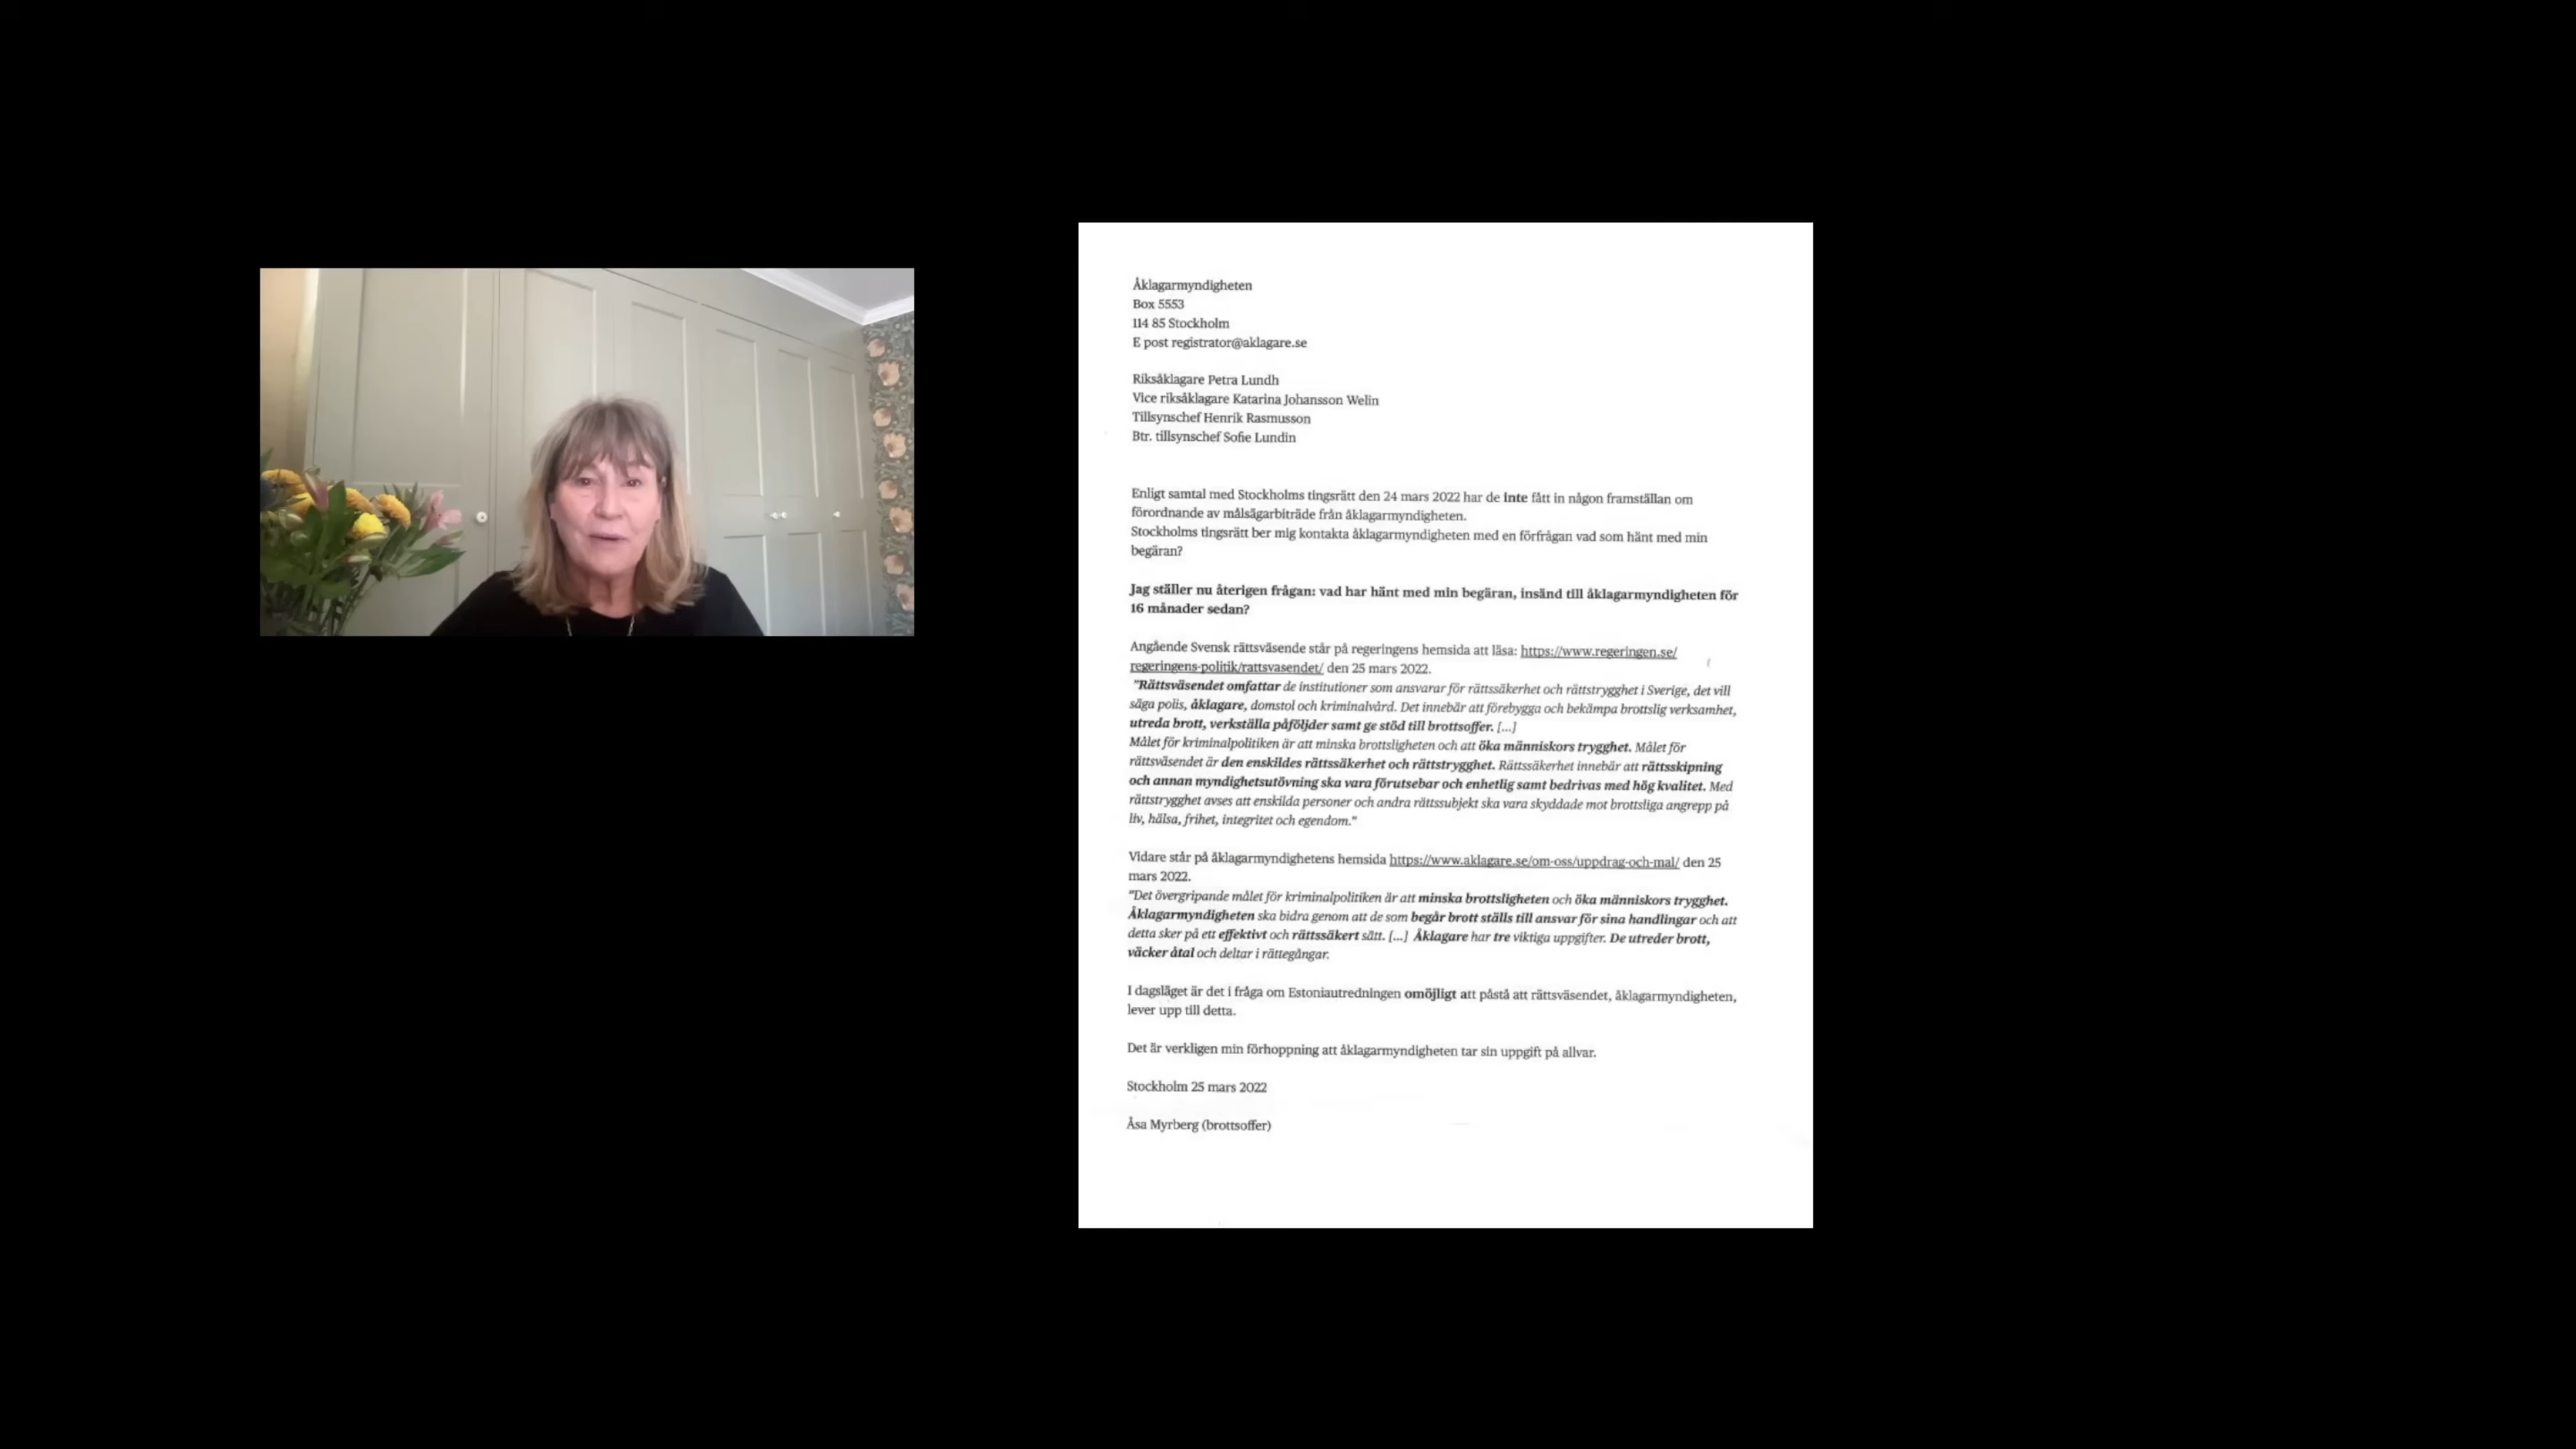 Åklagarmyndigheten
Box 5553
114 85 Stockholm
E post registrator@aklagare.se
Riksåklagare Petra Lundh
Vice riksåklagare Katarina Johansson Welin
Tillsynschef Henrik Rasmusson
Btr. tillsynschef Sofie Lundin
Enligt samtal med Stockholms tingsrätt den 24 mars 2022 har de inte fått in någon framställan om
förordnande av målsägarbiträde från åklagarmyndigheten.
Stockholms tingsrätt ber mig kontakta åklagarmyndigheten med en förfrågan vad som hänt med min
begäran?
Jag ställer nu återigen frågan: vad har hänt med min begäran, insänd till åklagarmyndigheten för
16 månader sedan?
Angående Svensk rättsväsende står på regeringens hemsida att läsa: https://www.regeringen.se/
regeringens-politik/rattsvasendet/ den 25 mars 2022.
"Rättsväsendet omfattar de institutioner som ansvarar för rättssäkerhet och rättstrygghet i Sverige, det vill
säga polis, åklagare, domstol och kriminalvård. Det innebär att förebygga och bekämpa brottslig verksamhet,
utreda brott, verkställa påföljder samt ge stöd till brottsoffer. [...]
Målet för kriminalpolitiken är att minska brottsligheten och att öka människors trygghet. Målet för
rättsväsendet är den enskildes rättssäkerhet och rättstrygghet. Rättssäkerhet innebär att rättsskipning
och annan myndighetsutövning ska vara förutsebar och enhetlig samt bedrivas med hög kvalitet. Med
rättstrygghet avses att enskilda personer och andra rättssubjekt ska vara skyddade mot brottsliga angrepp på
liv, hälsa, frihet, integritet och egendom."
Vidare står på åklagarmyndighetens hemsida https://www.aklagare.se/om-oss/uppdrag-och-mal/ den 25
mars 2022.
"Det övergripande målet för kriminalpolitiken är att minska brottsligheten och öka människors trygghet.
Åklagarmyndigheten ska bidra genom att de som begår brott ställs till ansvar för sina handlingar och att
detta sker på ett effektivt och rättssäkert sätt. [...] Åklagare har tre viktiga uppgifter. De utreder brott,
väcker åtal och deltar i rättegångar.
I dagsläget är det i fråga om Estoniautredningen omöjligt att påstå att rättsväsendet, åklagarmyndigheten,
lever upp till detta.
Det är verkligen min förhoppning att åklagarmyndigheten tar sin uppgift på allvar.
Stockholm 25 mars 2022
Åsa Myrberg (brottsoffer)